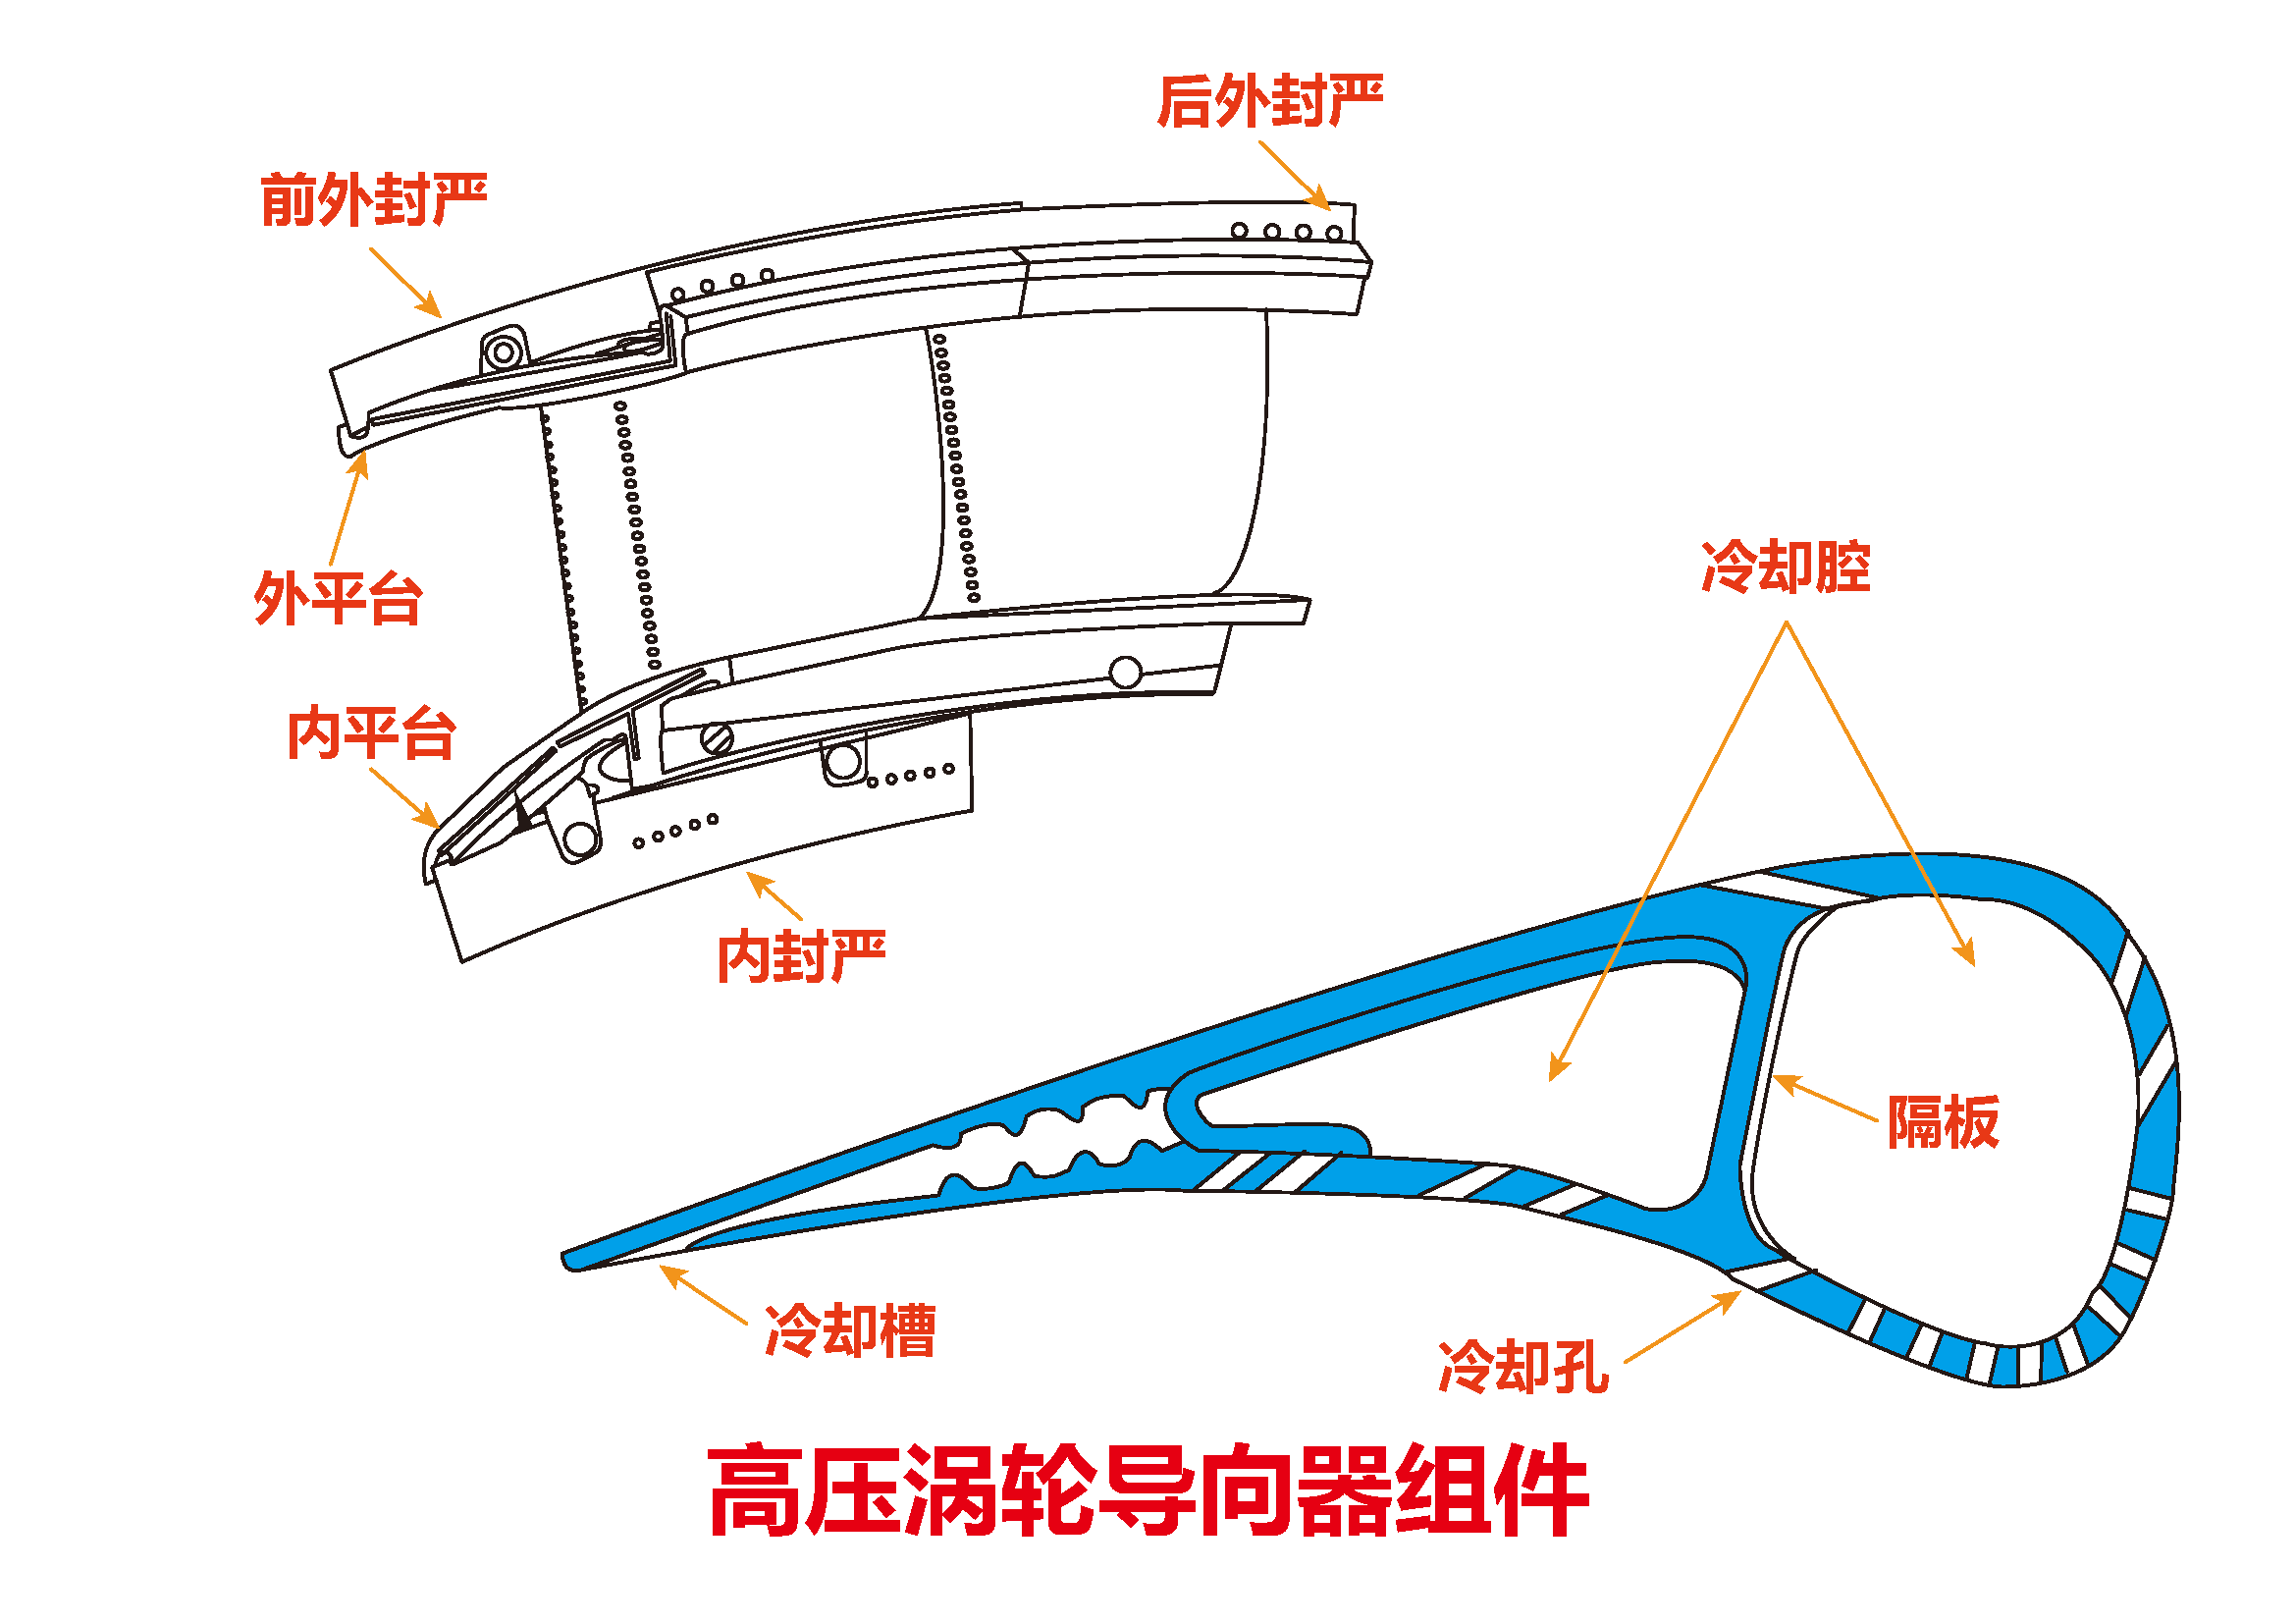 后外封严
前外封严
外平台
冷却腔
内平台
内封严
隔板
冷却槽
冷却孔
高压涡轮导向器组件